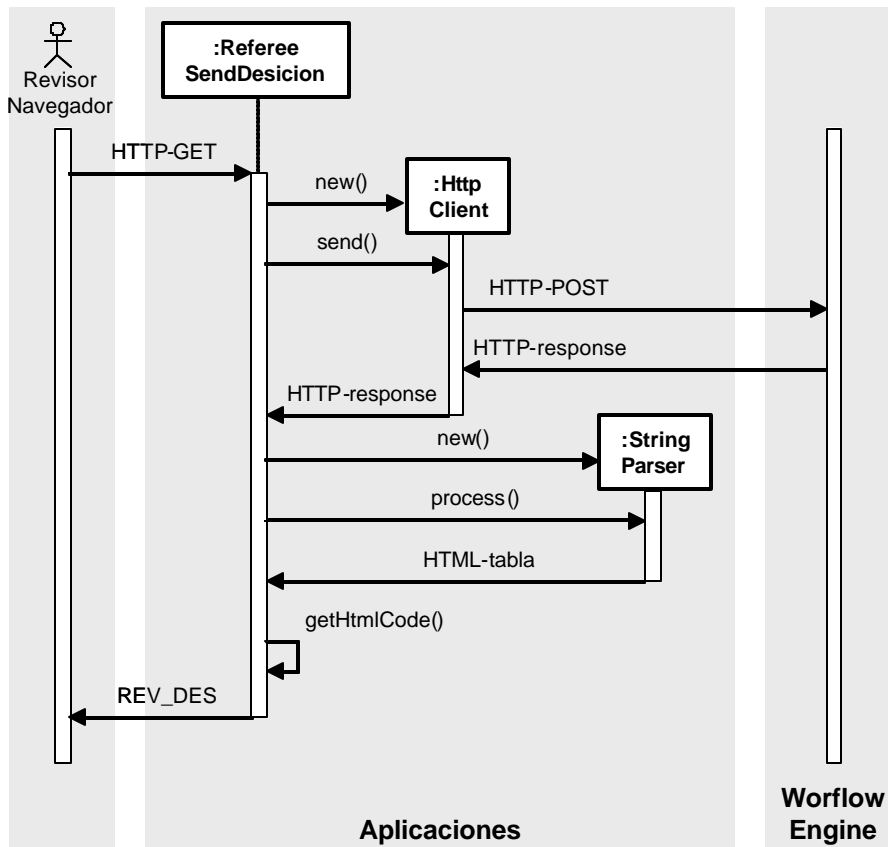 :Referee
SendDesicion
Revisor
Navegador
HTTP-GET
new()
:Http
Client
send()
HTTP-POST
HTTP-response
HTTP-response
new()
:String
Parser
process()
HTML-tabla
getHtmlCode()
REV_DES
Aplicaciones
Worflow
Engine